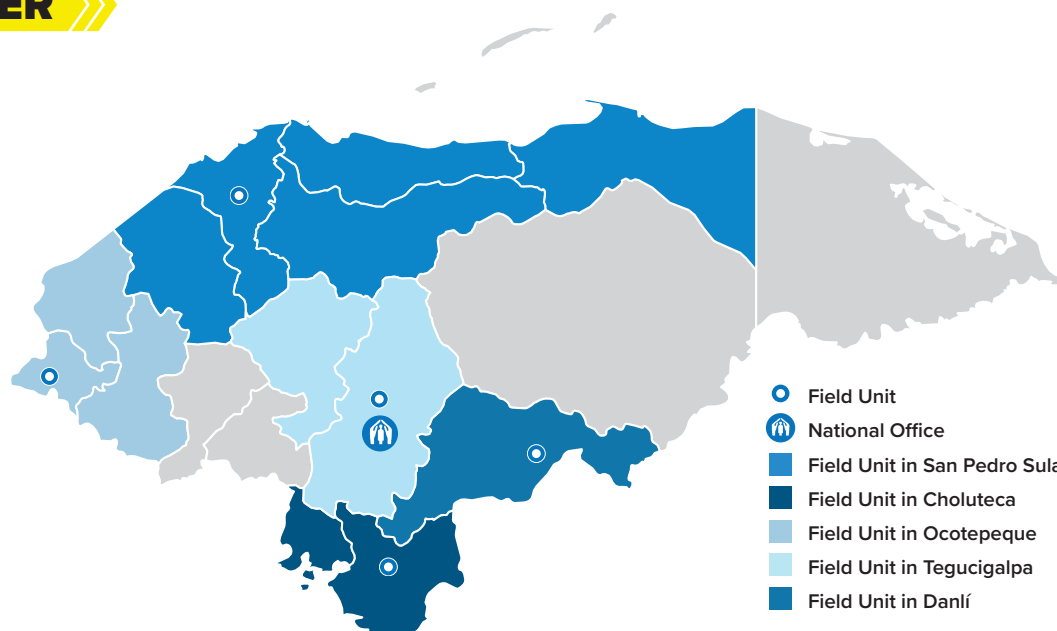 ER
Field Unit
National Office
Field Unit in San Pedro Sula
Field Unit in Choluteca
Field Unit in Ocotepeque
Field Unit in Tegucigalpa
Field Unit in Danlí